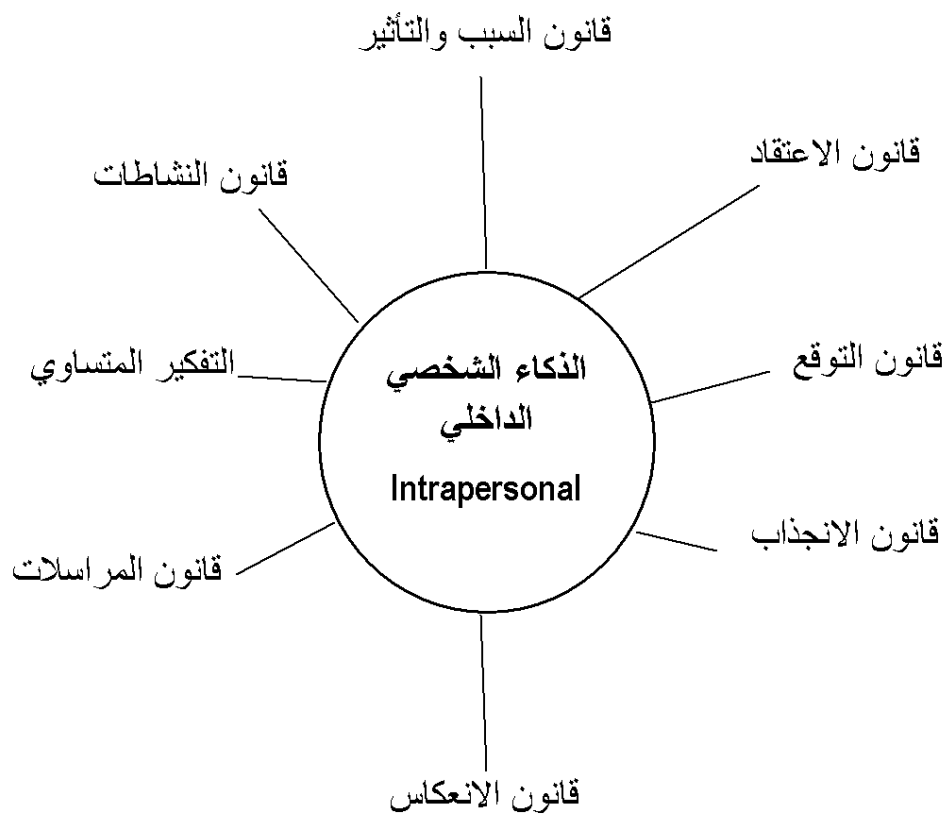 قانون السبب والتأثير
قانون الاعتقاد
قانون النشاطات
قانون التوقع
التفكير المتساوي
الذكاء الشخصي
الداخلي
Intrapersonal
قانون الانجذاب
قانون المراسلات
قانون الانعكاس